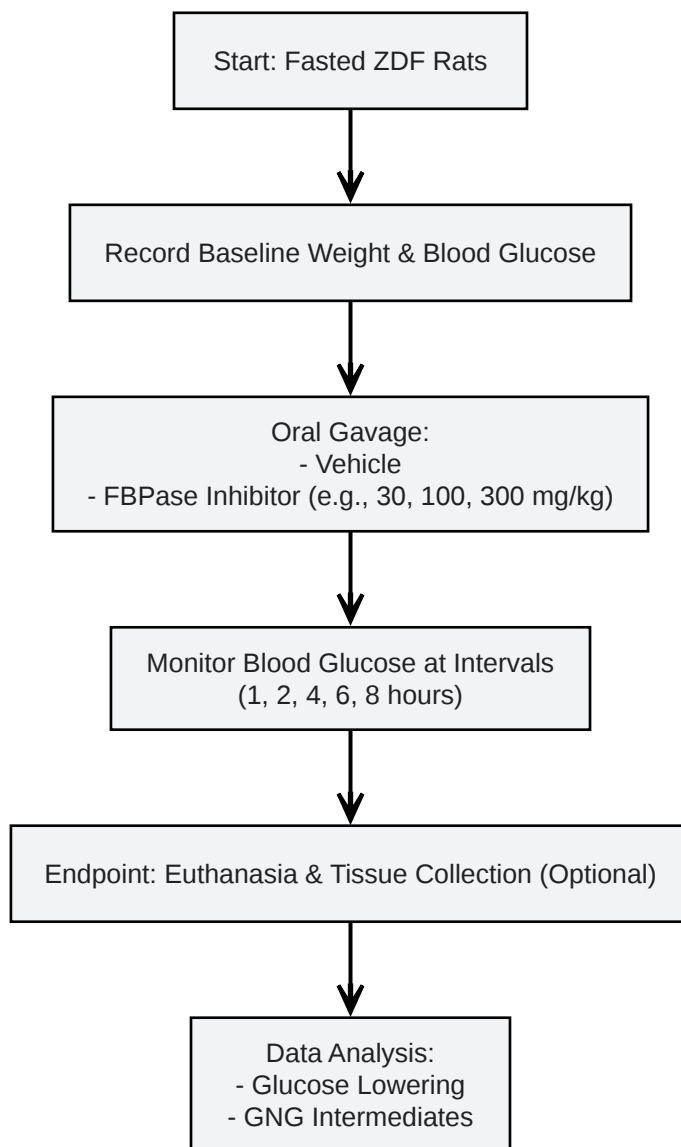 Start: Fasted ZDF Rats
Record Baseline Weight & Blood Glucose
Oral Gavage:
- Vehicle
- FBPase Inhibitor (e.g., 30, 100, 300 mg/kg)
Monitor Blood Glucose at Intervals
(1, 2, 4, 6, 8 hours)
Endpoint: Euthanasia & Tissue Collection (Optional)
Data Analysis:
- Glucose Lowering
- GNG Intermediates